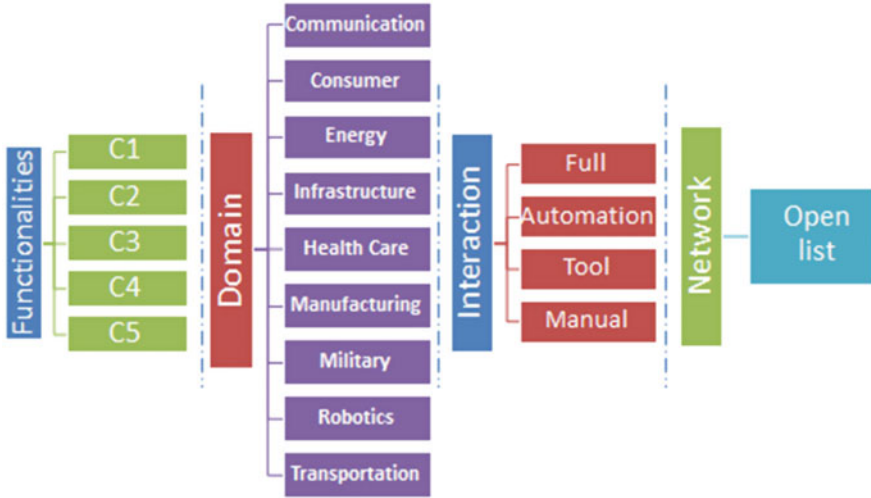 Functionalities
C1
C2
C3
C4
C5
Domain
Communication
Consumer
Energy
Infrastructure
Health Care
Manufacturing
Military
Robotics
Transportation
Interaction
Full
Automation
Tool
Manual
Network
Open
list